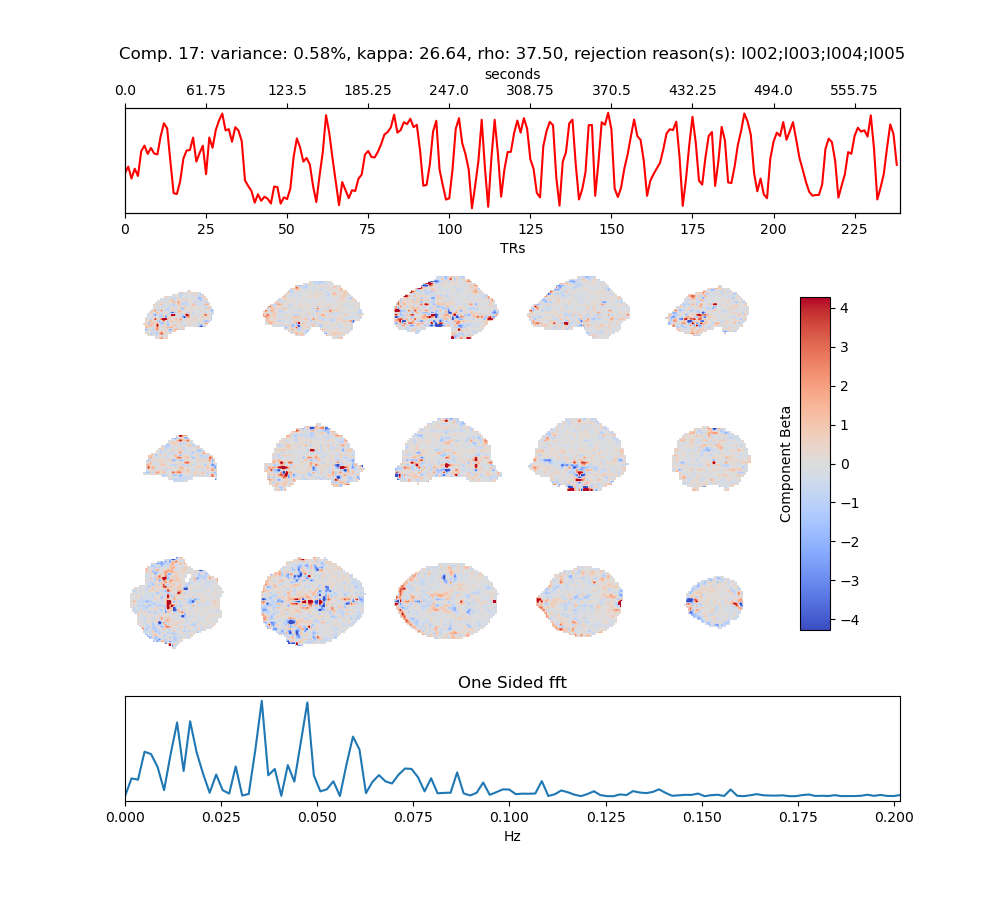 Comp. 17: variance: 0.58%, kappa: 26.64, rho: 37.50, rejection reason(s): I002;I003;I004;I005
seconds
0.0 61.75 123.5 185.25 247.0 308.75 370.5 432.25 494.0 555.75
0 25 50 75 100 125 150 175 200 225
TRs
4
3
2
1
0
−1
−2
−3
−4
Component Beta
One Sided fft
0.000 0.025 0.050 0.075 0.100 0.125 0.150 0.175 0.200
Hz